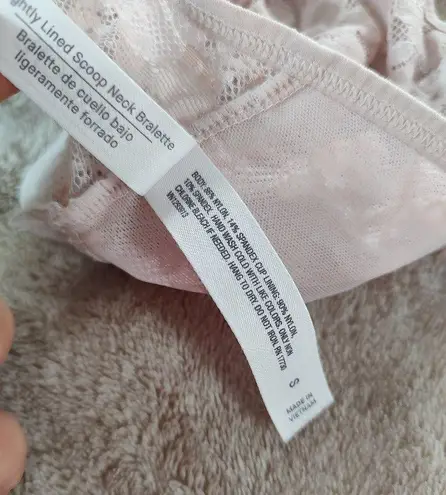 ghtly Lined Scoop Neck Bralette
Bralette de cuello bajo
ligeramente forrado
BODY: 86% NYLON, 14% SPANDEX CUP LINING: 90% NYLON,
10% SPANDEX. HAND WASH COLD WITH LIKE COLORS, ONLY NON
CHLORINE BLEACH IF NEEDED. HANG TO DRY. DO NOT IRON. RN 17730
S
MADE IN
VIETNAM